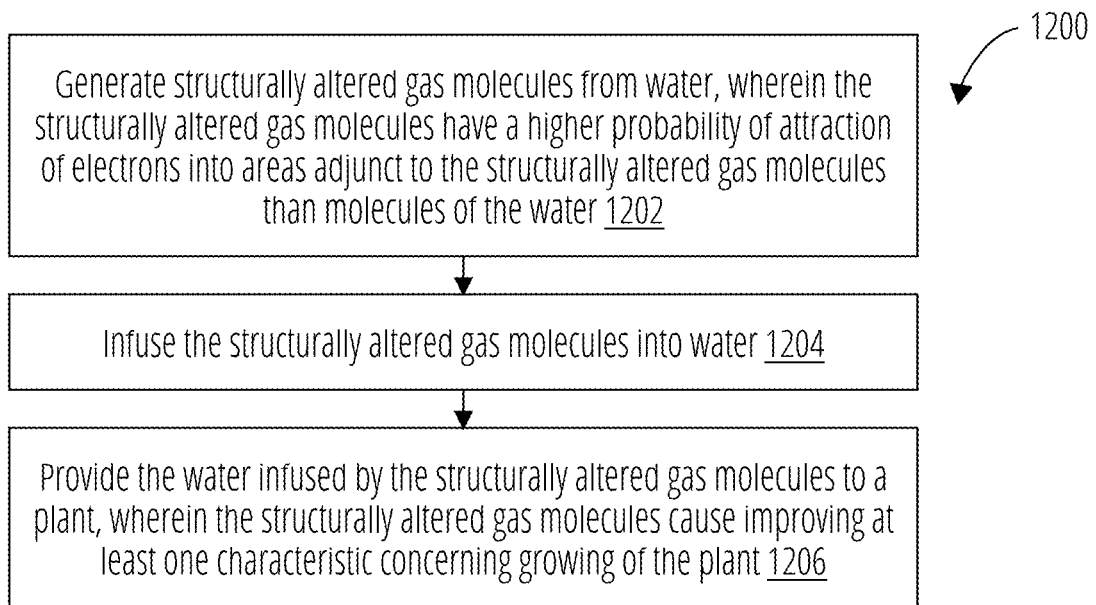 1200
Generate structurally altered gas molecules from water, wherein the
structurally altered gas molecules have a higher probability of attraction
of electrons into areas adjunct to the structurally altered gas molecules
than molecules of the water 1202
Infuse the structurally altered gas molecules into water 1204
Provide the water infused by the structurally altered gas molecules to a
plant, wherein the structurally altered gas molecules cause improving at
least one characteristic concerning growing of the plant 1206